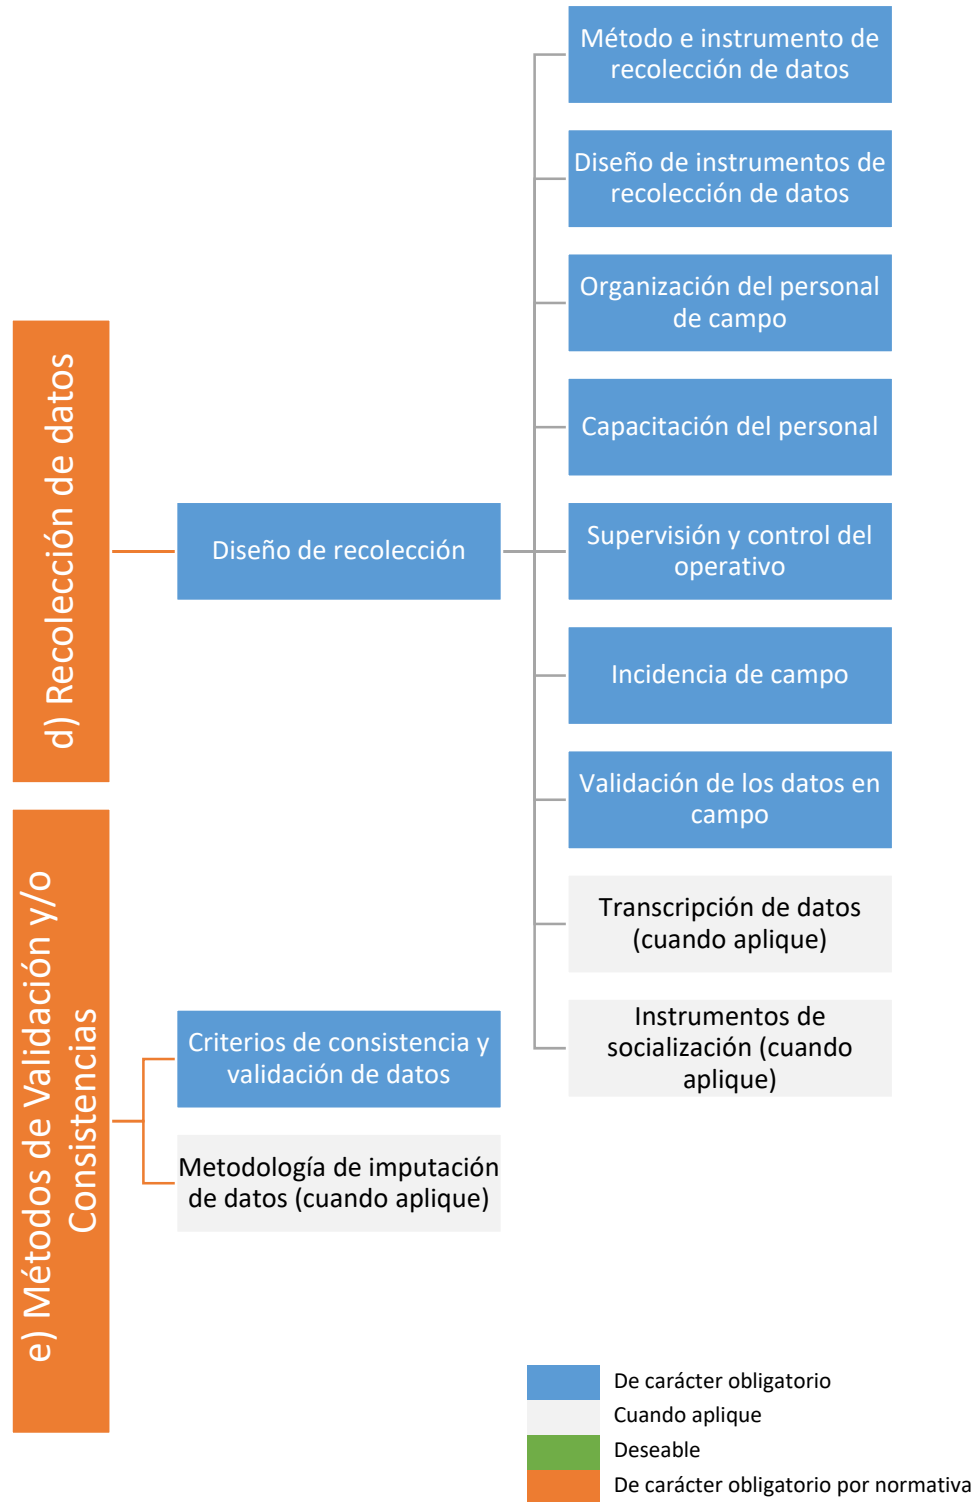 d) Recolección de datos
Diseño de recolección
Método e instrumento de
recolección de datos
Diseño de instrumentos de
recolección de datos
Organización del personal
de campo
Capacitación del personal
Supervisión y control del
operativo
Incidencia de campo
Validación de los datos en
campo
Transcripción de datos
(cuando aplique)
Instrumentos de
socialización (cuando
aplique)
e) Métodos de Validación y/o
Consistencias
Criterios de consistencia y
validación de datos
Metodología de imputación
de datos (cuando aplique)
De carácter obligatorio
Cuando aplique
Deseable
De carácter obligatorio por normativa